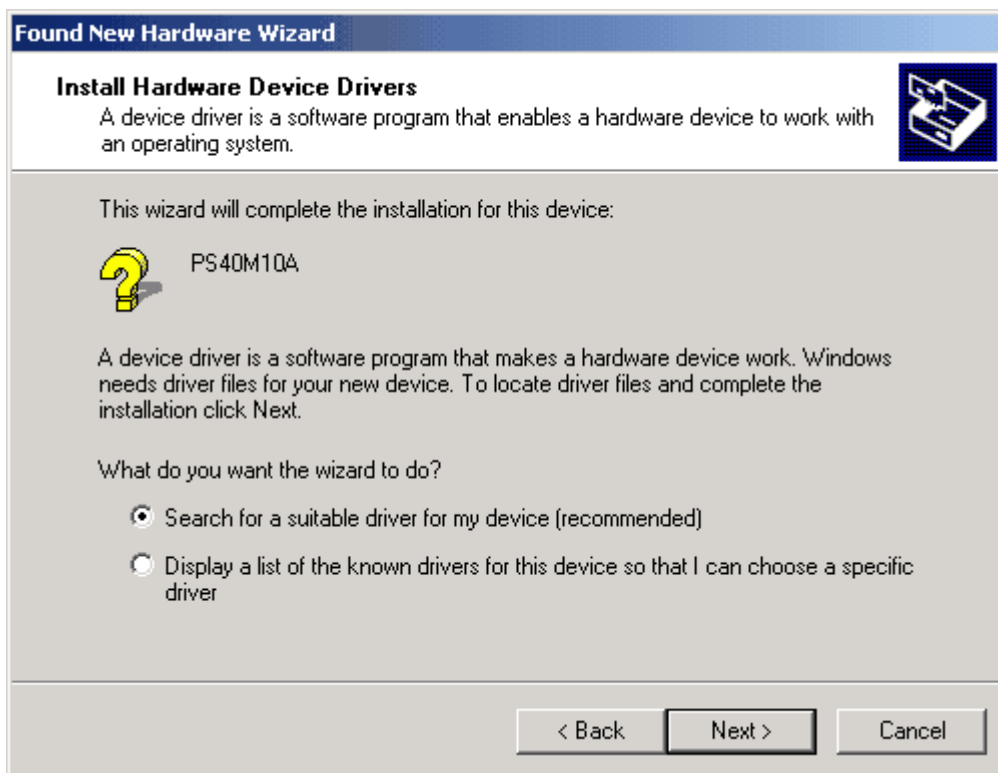 Found New Hardware Wizard
Install Hardware Device Drivers
A device driver is a software program that enables a hardware device to work with
an operating system.
This wizard will complete the installation for this device:
PS40M10A
A device driver is a software program that makes a hardware device work. Windows
needs driver files for your new device. To locate driver files and complete the
installation click Next.
What do you want the wizard to do?
Search for a suitable driver for my device (recommended)
Display a list of the known drivers for this device so that I can choose a specific
driver
< Back
Next >
Cancel